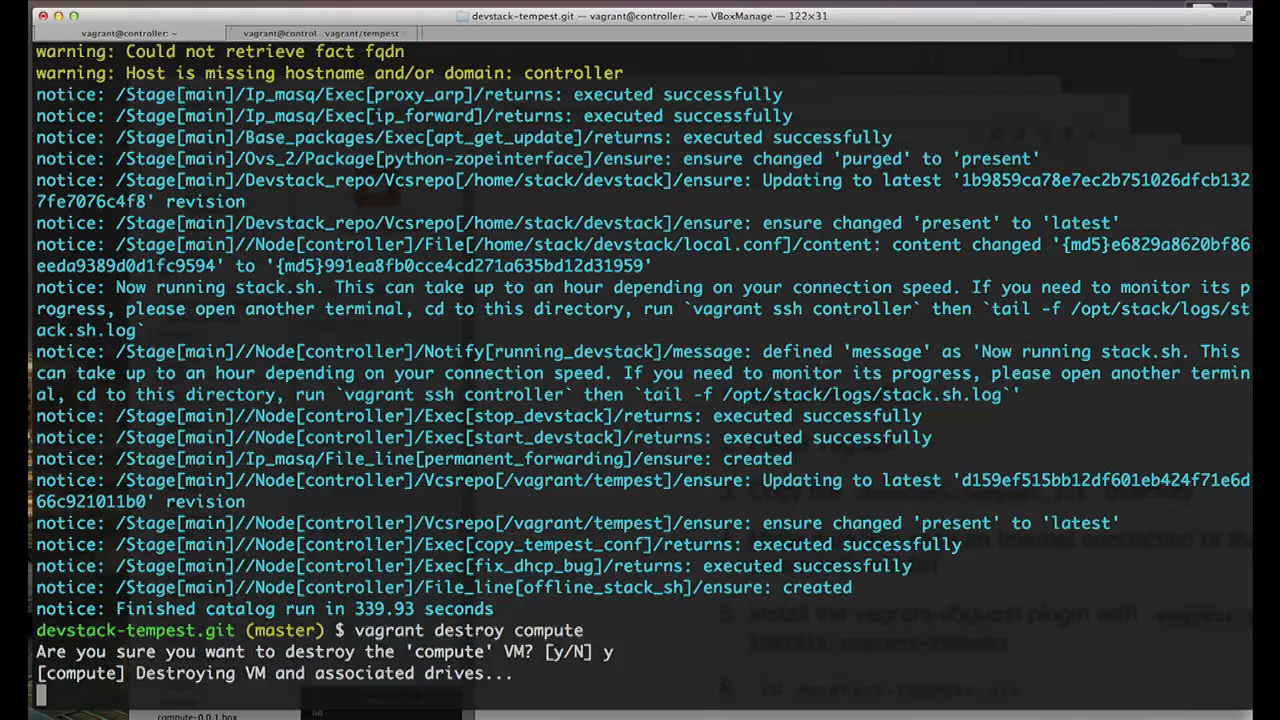 devstack-tempest.git — vagrant@controller: ~ — VBoxManage — 122×31
vagrant@controller: ~
vagrant@control...vagrant/tempest
warning: Could not retrieve fact fqdn
warning: Host is missing hostname and/or domain: controller
notice: /Stage[main]/Ip_masq/Exec[proxy_arp]/returns: executed successfully
notice: /Stage[main]/Ip_masq/Exec[ip_forward]/returns: executed successfully
notice: /Stage[main]/Base_packages/Exec[apt_get_update]/returns: executed successfully
notice: /Stage[main]/Ovs_2/Package[python-zopeinterface]/ensure: ensure changed 'purged' to 'present'
notice: /Stage[main]/Devstack_repo/Vcsrepo[/home/stack/devstack]/ensure: Updating to latest '1b9859ca78e7ec2b751026dfcb132
7fe7076c4f8' revision
notice: /Stage[main]/Devstack_repo/Vcsrepo[/home/stack/devstack]/ensure: ensure changed 'present' to 'latest'
notice: /Stage[main]//Node[controller]/File[/home/stack/devstack/local.conf]/content: content changed '{md5}e6829a8620bf86
eeda9389d0d1fc9594' to '{md5}991ea8fb0cce4cd271a635bd12d31959'
notice: Now running stack.sh. This can take up to an hour depending on your connection speed. If you need to monitor its p
rogress, please open another terminal, cd to this directory, run `vagrant ssh controller` then `tail -f /opt/stack/logs/st
ack.sh.log`
notice: /Stage[main]//Node[controller]/Notify[running_devstack]/message: defined 'message' as 'Now running stack.sh. This
can take up to an hour depending on your connection speed. If you need to monitor its progress, please open another termin
al, cd to this directory, run `vagrant ssh controller` then `tail -f /opt/stack/logs/stack.sh.log`'
notice: /Stage[main]//Node[controller]/Exec[stop_devstack]/returns: executed successfully
notice: /Stage[main]//Node[controller]/Exec[start_devstack]/returns: executed successfully
notice: /Stage[main]/Ip_masq/File_line[permanent_forwarding]/ensure: created
notice: /Stage[main]//Node[controller]/Vcsrepo[/vagrant/tempest]/ensure: Updating to latest 'd159ef515bb12df601eb424f71e6d
66c921011b0' revision
notice: /Stage[main]//Node[controller]/Vcsrepo[/vagrant/tempest]/ensure: ensure changed 'present' to 'latest'
notice: /Stage[main]//Node[controller]/Exec[copy_tempest_conf]/returns: executed successfully
notice: /Stage[main]//Node[controller]/Exec[fix_dhcp_bug]/returns: executed successfully
notice: /Stage[main]//Node[controller]/File_line[offline_stack_sh]/ensure: created
notice: Finished catalog run in 339.93 seconds
devstack-tempest.git (master) $ vagrant destroy compute
Are you sure you want to destroy the 'compute' VM? [y/N] y
[compute] Destroying VM and associated drives...
compute-0.0.1.box